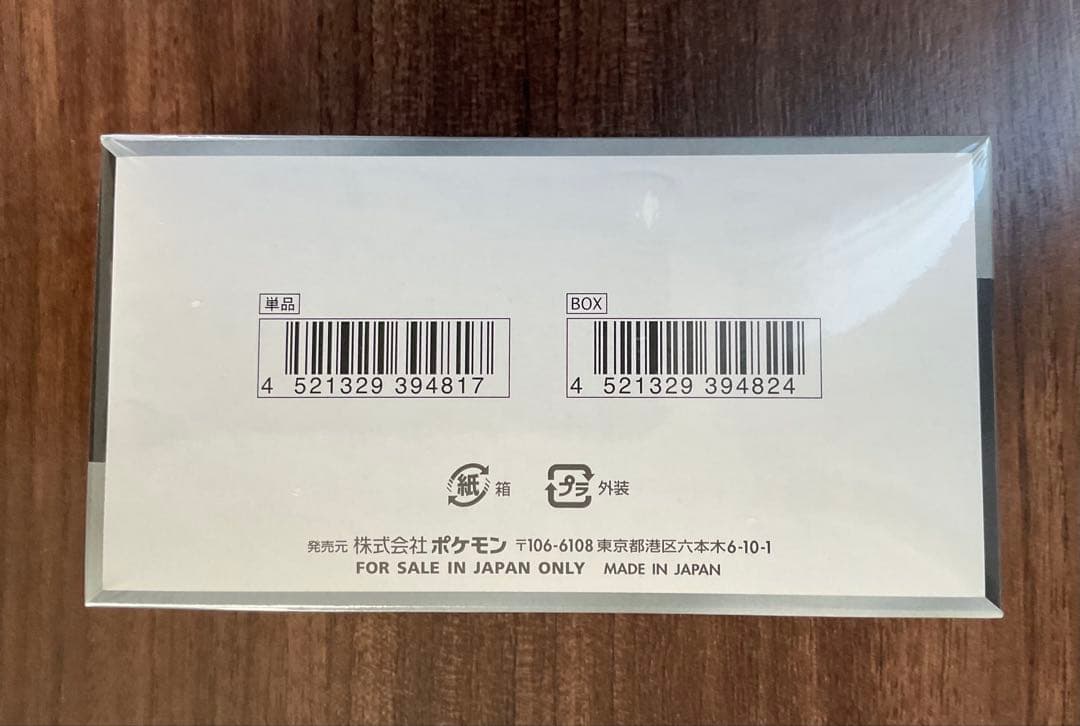 単品
4 521329 394817
BOX
4 521329 394824
紙 箱
プラ 外装
発売元 株式会社ポケモン 〒106-6108 東京都港区六本木6-10-1
FOR SALE IN JAPAN ONLY MADE IN JAPAN